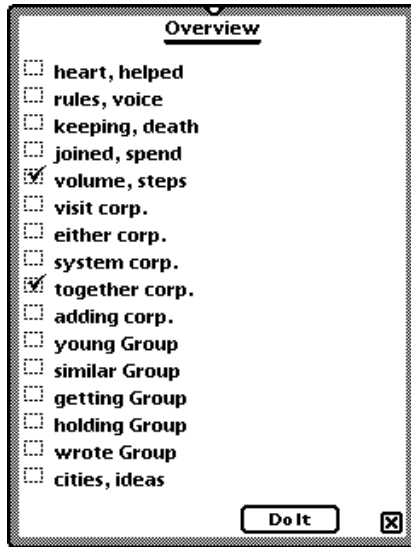 Overview
heart, helped
rules, voice
keeping, death
joined, spend
volume, steps
visit corp.
either corp.
system corp.
together corp.
adding corp.
young Group
similar Group
getting Group
holding Group
wrote Group
cities, ideas
Do It